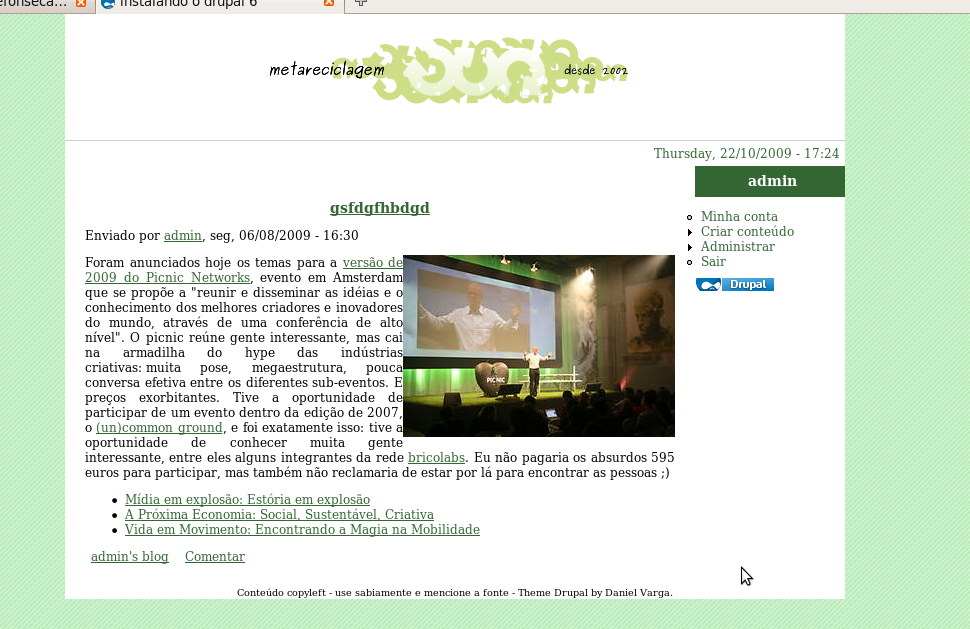 efonseca...
Instalando o drupal 6
metareciclagem
desde 2002
Thursday, 22/10/2009 - 17:24
admin
gsfdgfhbdgd
Minha conta
Criar conteúdo
Administrar
Sair
Drupal
Enviado por admin, seg, 06/08/2009 - 16:30
Foram anunciados hoje os temas para a versão de
2009 do Picnic Networks, evento em Amsterdam
que se propõe a "reunir e disseminar as idéias e o
conhecimento dos melhores criadores e inovadores
do mundo, através de uma conferência de alto
nível". O picnic reúne gente interessante, mas cai
na armadilha do hype das indústrias
criativas: muita pose, megaestrutura, pouca
conversa efetiva entre os diferentes sub-eventos. E
preços exorbitantes. Tive a oportunidade de
participar de um evento dentro da edição de 2007,
o (un)common ground, e foi exatamente isso: tive a
oportunidade de conhecer muita gente
interessante, entre eles alguns integrantes da rede bricolabs. Eu não pagaria os absurdos 595
euros para participar, mas também não reclamaria de estar por lá para encontrar as pessoas ;)
PICNIC
Mídia em explosão: Estória em explosão
A Próxima Economia: Social, Sustentável, Criativa
Vida em Movimento: Encontrando a Magia na Mobilidade
admin's blog Comentar
Conteúdo copyleft - use sabiamente e mencione a fonte - Theme Drupal by Daniel Varga.